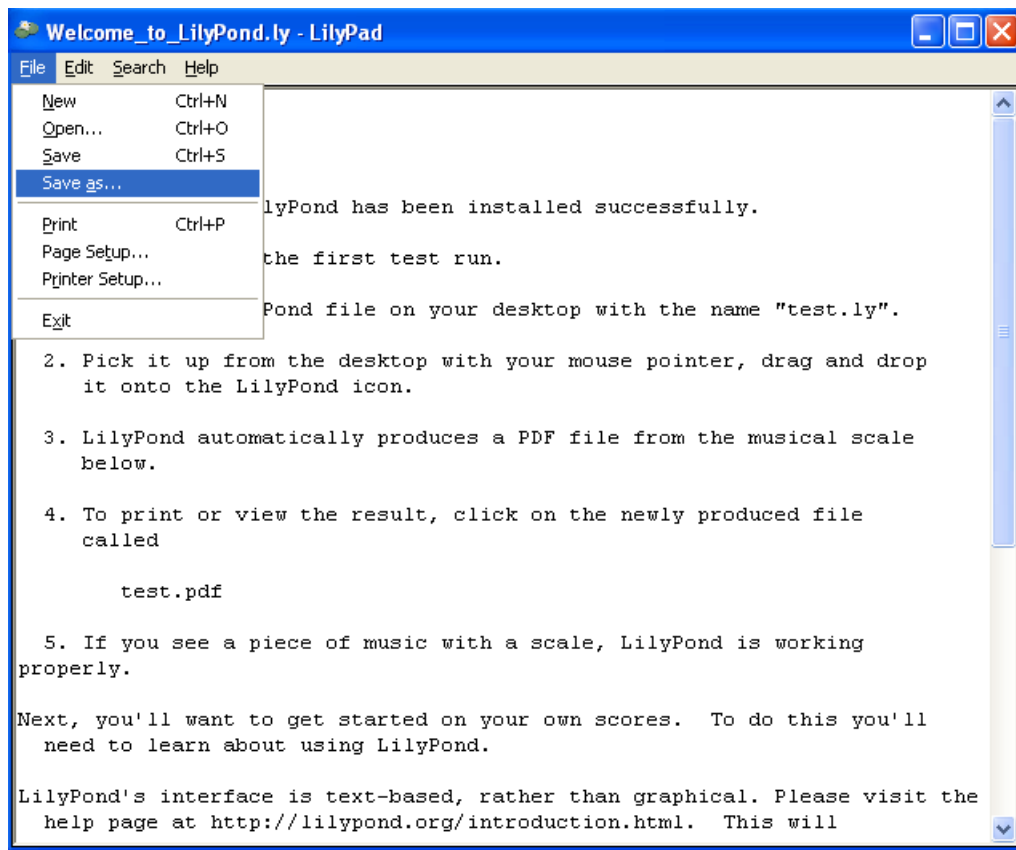 Welcome_to_LilyPond.ly - LilyPad
File Edit Search Help
New Ctrl+N
Open... Ctrl+O
Save Ctrl+S
Save as...
Print Ctrl+P
Page Setup...
Printer Setup...
Exit
lyPond has been installed successfully.
the first test run.
Pond file on your desktop with the name "test.ly".
2. Pick it up from the desktop with your mouse pointer, drag and drop
it onto the LilyPond icon.
3. LilyPond automatically produces a PDF file from the musical scale
below.
4. To print or view the result, click on the newly produced file
called
test.pdf
5. If you see a piece of music with a scale, LilyPond is working
properly.
Next, you'll want to get started on your own scores. To do this you'll
need to learn about using LilyPond.
LilyPond's interface is text-based, rather than graphical. Please visit the
help page at http://lilypond.org/introduction.html. This will